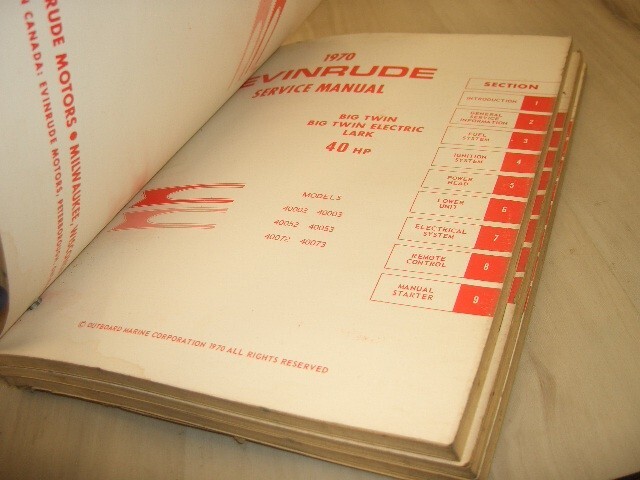 RUDE MOTORS • MILWAUKEE,
CANADA: EVINRUDE MOTORS,
1970
EVINRUDE
SERVICE MANUAL
BIG TWIN
BIG TWIN ELECTRIC
LARK
40 HP
MODELS
40002 40003
40052 40053
40072 40073
© OUTBOARD MARINE CORPORATION 1970 ALL RIGHTS RESERVED
SECTION
INTRODUCTION 1
GENERAL
SERVICE
INFORMATION 2
FUEL
SYSTEM 3
IGNITION
SYSTEM 4
POWER
HEAD 5
LOWER
UNIT 6
ELECTRICAL
SYSTEM 7
REMOTE
CONTROL 8
MANUAL
STARTER 9